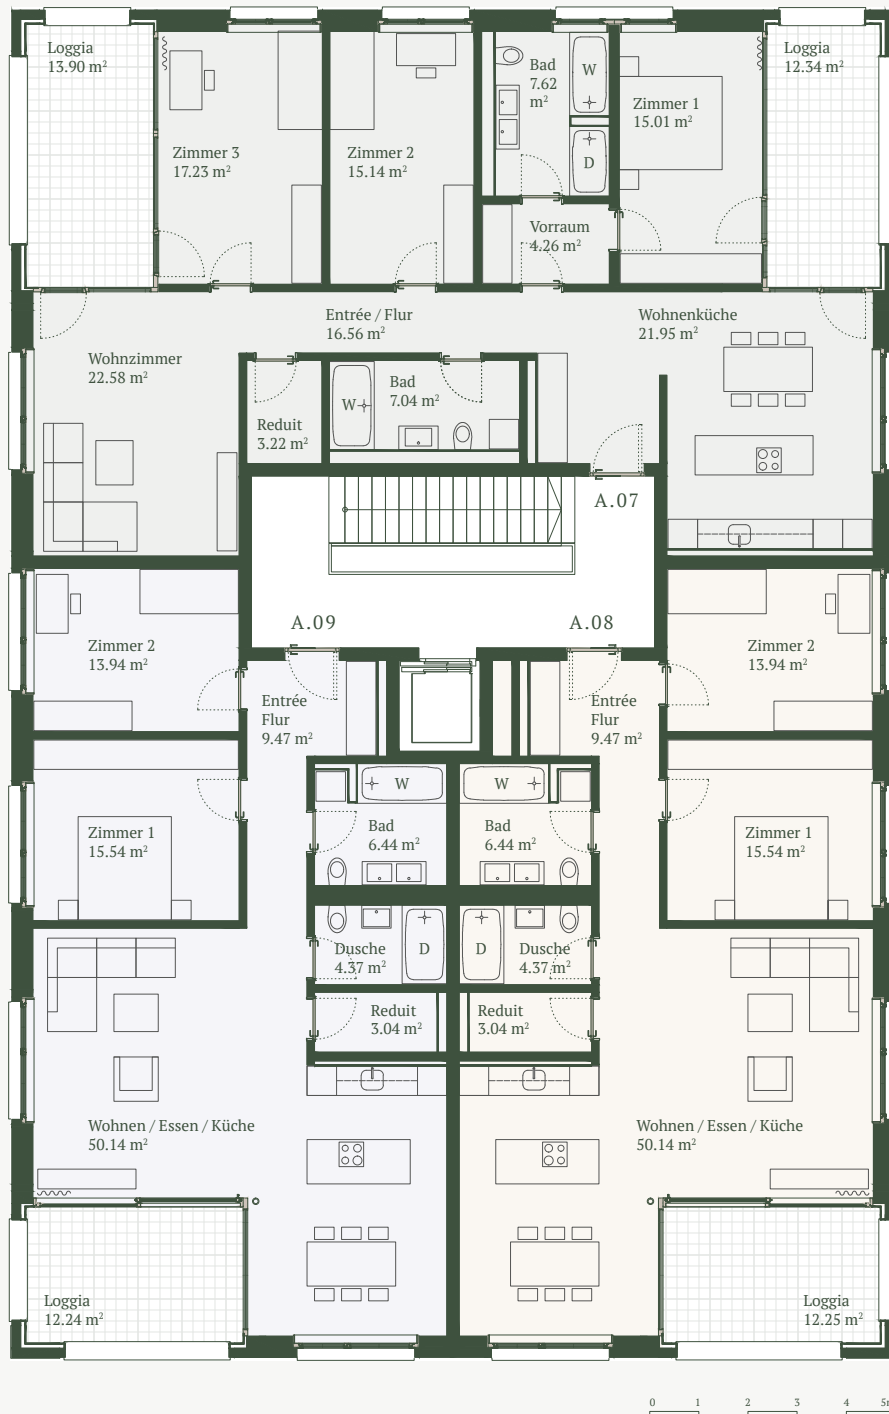 Loggia
13.90 m²
Zimmer 3
17.23 m²
Zimmer 2
15.14 m²
Bad
7.62
m²
W
D
Zimmer 1
15.01 m²
Loggia
12.34 m²
Vorraum
4.26 m²
Entrée / Flur
16.56 m²
Wohnenküche
21.95 m²
Wohnzimmer
22.58 m²
Reduit
3.22 m²
W
Bad
7.04 m²
A.07
A.09
A.08
Zimmer 2
13.94 m²
Entrée
Flur
9.47 m²
Entrée
Flur
9.47 m²
Zimmer 2
13.94 m²
Zimmer 1
15.54 m²
W
Bad
6.44 m²
W
Bad
6.44 m²
Zimmer 1
15.54 m²
Dusche
4.37 m²
D
D
Dusche
4.37 m²
Reduit
3.04 m²
Reduit
3.04 m²
Wohnen / Essen / Küche
50.14 m²
Wohnen / Essen / Küche
50.14 m²
Loggia
12.24 m²
Loggia
12.25 m²
0 1 2 3 4